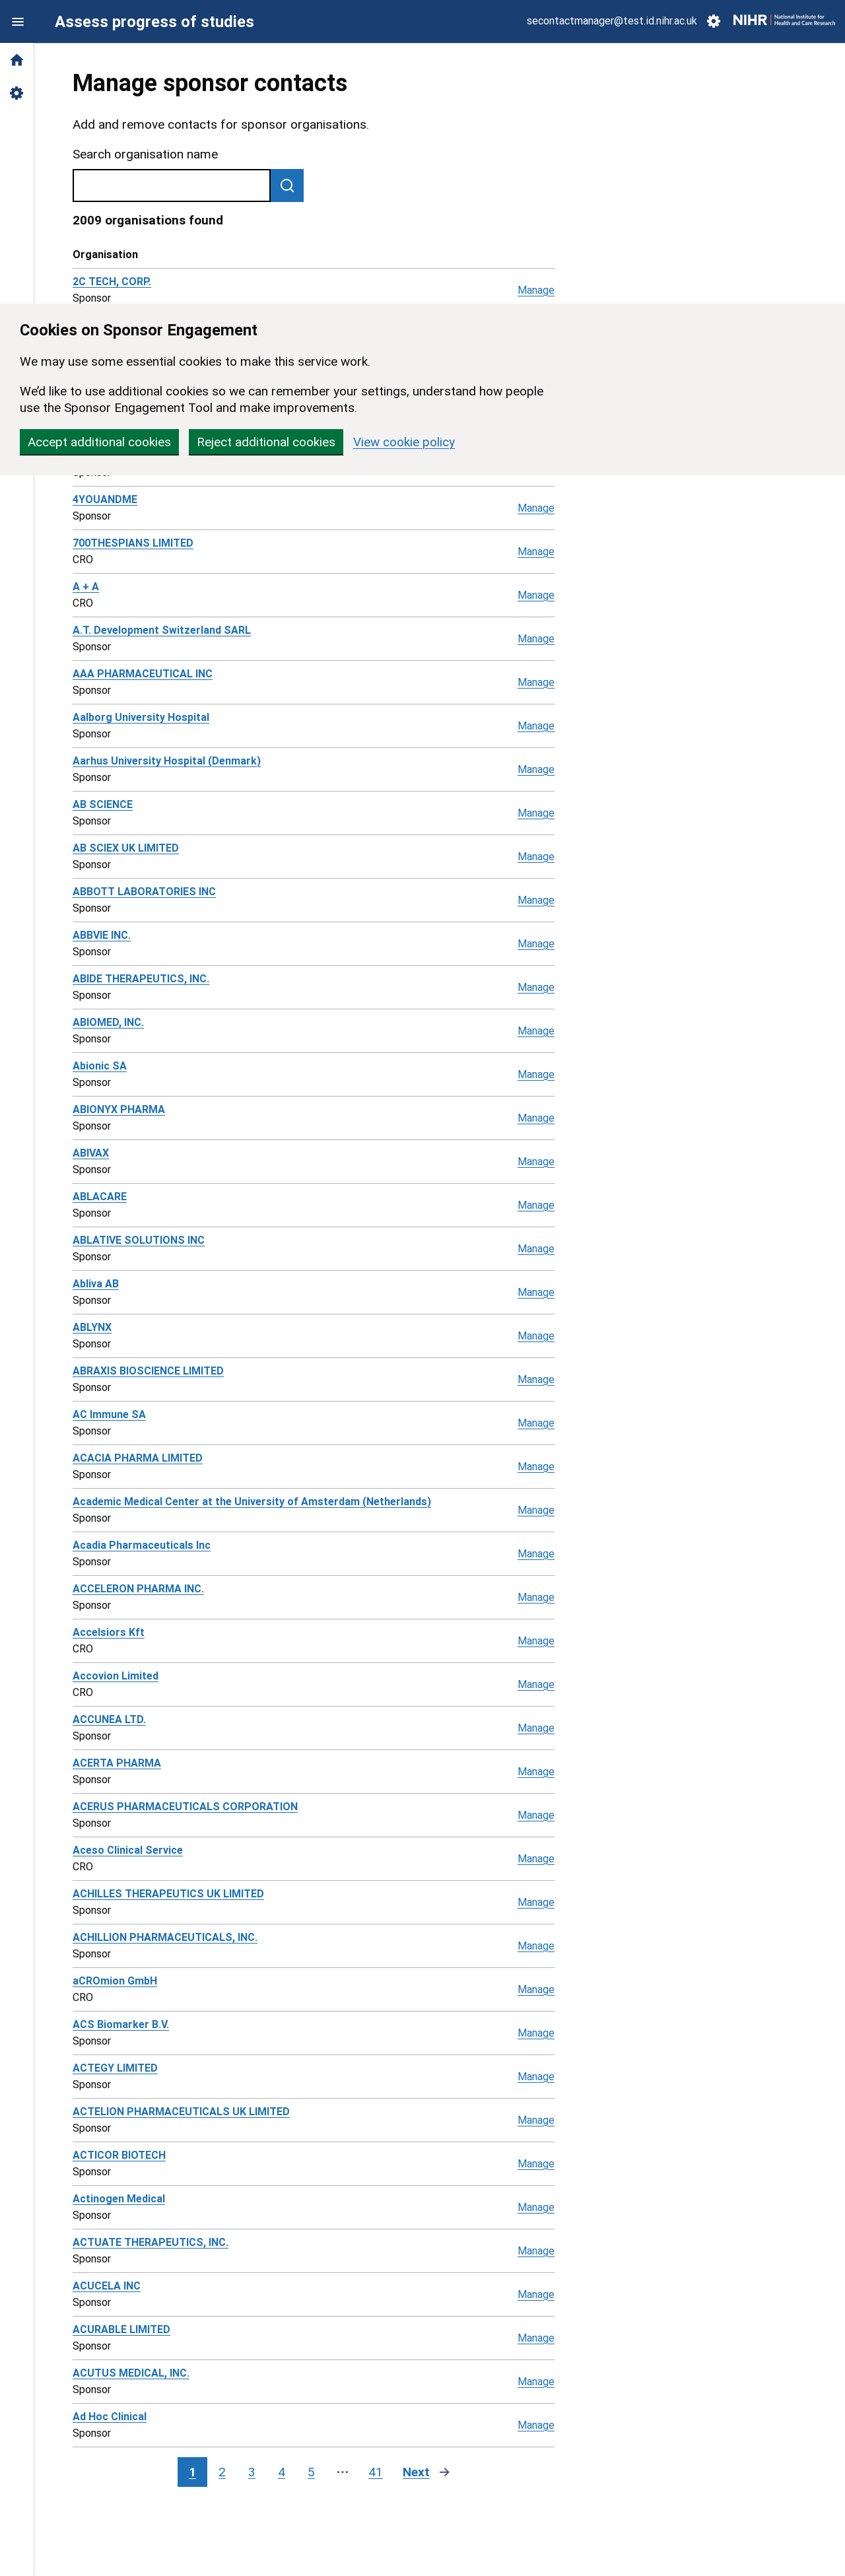 Assess progress of studies
secontactmanager@test.id.nihr.ac.uk
NIHR | National Institute for Health and Care Research
Manage sponsor contacts
Add and remove contacts for sponsor organisations.
Search organisation name
2009 organisations found
Organisation
2C TECH, CORP.
Sponsor
Manage
Cookies on Sponsor Engagement
We may use some essential cookies to make this service work.
We’d like to use additional cookies so we can remember your settings, understand how people
use the Sponsor Engagement Tool and make improvements.
Accept additional cookies
Reject additional cookies
View cookie policy
4YOUANDME
Sponsor
Manage
700THESPIANS LIMITED
CRO
Manage
A + A
CRO
Manage
A.T. Development Switzerland SARL
Sponsor
Manage
AAA PHARMACEUTICAL INC
Sponsor
Manage
Aalborg University Hospital
Sponsor
Manage
Aarhus University Hospital (Denmark)
Sponsor
Manage
AB SCIENCE
Sponsor
Manage
AB SCIEX UK LIMITED
Sponsor
Manage
ABBOTT LABORATORIES INC
Sponsor
Manage
ABBVIE INC.
Sponsor
Manage
ABIDE THERAPEUTICS, INC.
Sponsor
Manage
ABIOMED, INC.
Sponsor
Manage
Abionic SA
Sponsor
Manage
ABIONYX PHARMA
Sponsor
Manage
ABIVAX
Sponsor
Manage
ABLACARE
Sponsor
Manage
ABLATIVE SOLUTIONS INC
Sponsor
Manage
Abliva AB
Sponsor
Manage
ABLYNX
Sponsor
Manage
ABRAXIS BIOSCIENCE LIMITED
Sponsor
Manage
AC Immune SA
Sponsor
Manage
ACACIA PHARMA LIMITED
Sponsor
Manage
Academic Medical Center at the University of Amsterdam (Netherlands)
Sponsor
Manage
Acadia Pharmaceuticals Inc
Sponsor
Manage
ACCELERON PHARMA INC.
Sponsor
Manage
Accelsiors Kft
CRO
Manage
Accovion Limited
CRO
Manage
ACCUNEA LTD.
Sponsor
Manage
ACERTA PHARMA
Sponsor
Manage
ACERUS PHARMACEUTICALS CORPORATION
Sponsor
Manage
Aceso Clinical Service
CRO
Manage
ACHILLES THERAPEUTICS UK LIMITED
Sponsor
Manage
ACHILLION PHARMACEUTICALS, INC.
Sponsor
Manage
aCROmion GmbH
CRO
Manage
ACS Biomarker B.V.
Sponsor
Manage
ACTEGY LIMITED
Sponsor
Manage
ACTELION PHARMACEUTICALS UK LIMITED
Sponsor
Manage
ACTICOR BIOTECH
Sponsor
Manage
Actinogen Medical
Sponsor
Manage
ACTUATE THERAPEUTICS, INC.
Sponsor
Manage
ACUCELA INC
Sponsor
Manage
ACURABLE LIMITED
Sponsor
Manage
ACUTUS MEDICAL, INC.
Sponsor
Manage
Ad Hoc Clinical
Sponsor
Manage
1 2 3 4 5 ⋯ 41 Next →